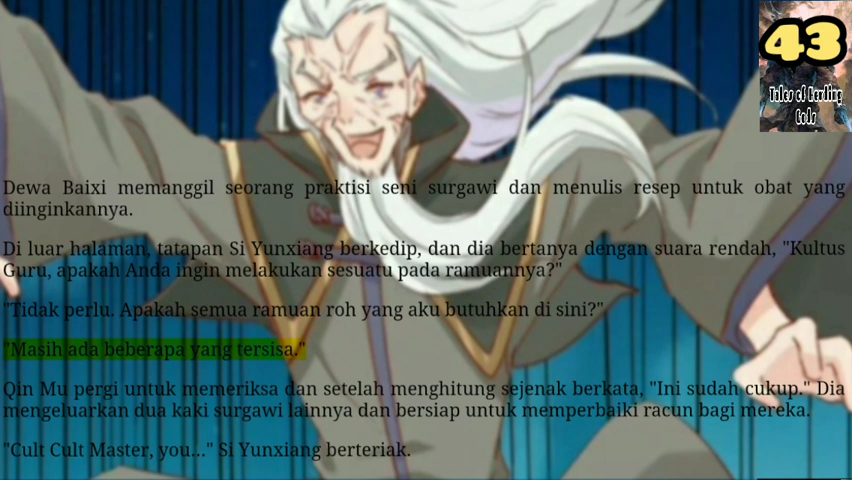 43
Tales of Herding
Gods
Dewa Baixi memanggil seorang praktisi seni surgawi dan menulis resep untuk obat yang
diinginkannya.
Di luar halaman, tatapan Si Yunxiang berkedip, dan dia bertanya dengan suara rendah, "Kultus
Guru, apakah Anda ingin melakukan sesuatu pada ramuannya?"
"Tidak perlu. Apakah semua ramuan roh yang aku butuhkan di sini?"
"Masih ada beberapa yang tersisa."
Qin Mu pergi untuk memeriksa dan setelah menghitung sejenak berkata, "Ini sudah cukup." Dia
mengeluarkan dua kaki surgawi lainnya dan bersiap untuk memperbaiki racun bagi mereka.
"Cult Cult Master, you..." Si Yunxiang berteriak.